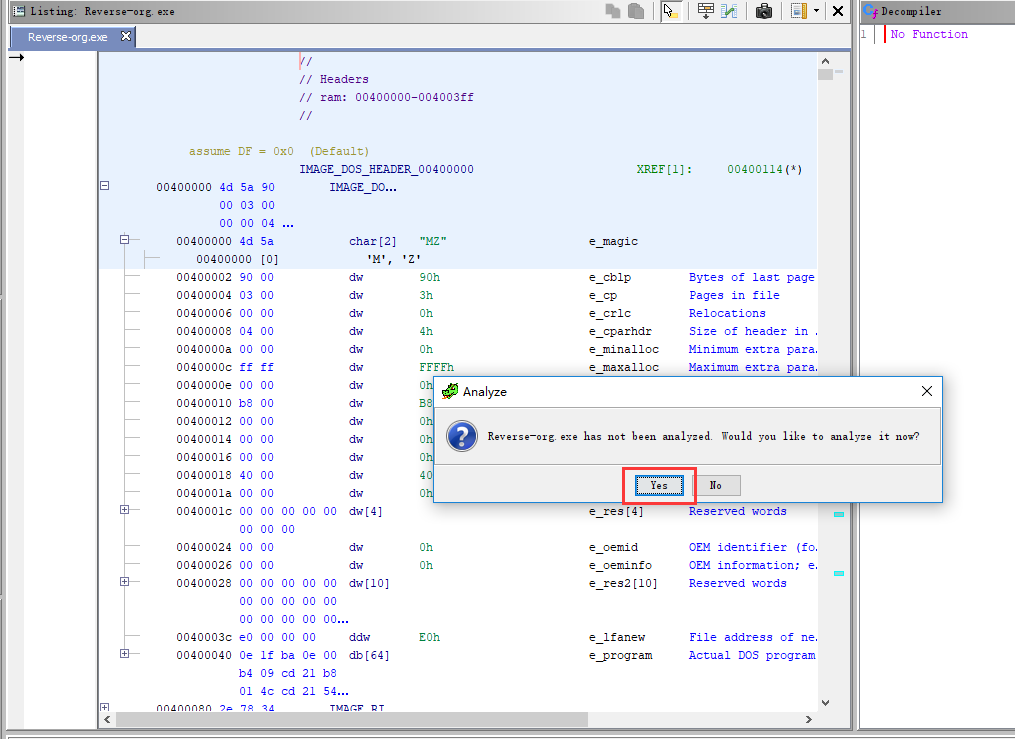 Listing: Reverse-org.exe
Decompiler
Reverse-org.exe
1 No Function
//
// Headers
// ram: 00400000-004003ff
//
assume DF = 0x0 (Default)
IMAGE_DOS_HEADER_00400000 XREF[1]: 00400114(*)
00400000 4d 5a 90 IMAGE_DO...
00 03 00
00 00 04 ...
00400000 4d 5a char[2] "MZ" e_magic
00400000 [0] 'M', 'Z'
00400002 90 00 dw 90h e_cblp Bytes of last page
00400004 03 00 dw 3h e_cp Pages in file
00400006 00 00 dw 0h e_crlc Relocations
00400008 04 00 dw 4h e_cparhdr Size of header in .
0040000a 00 00 dw 0h e_minalloc Minimum extra para.
0040000c ff ff dw FFFFh e_maxalloc Maximum extra para.
0040000e 00 00 dw 0h
00400010 b8 00 dw B8
00400012 00 00 dw 0h
00400014 00 00 dw 0h
00400016 00 00 dw 0h
00400018 40 00 dw 40
0040001a 00 00 dw 0h
Analyze
Reverse-org.exe has not been analyzed. Would you like to analyze it now?
Yes No
0040001c 00 00 00 00 00 dw[4] e_res[4] Reserved words
00 00 00
00400024 00 00 dw 0h e_oemid OEM identifier (fo.
00400026 00 00 dw 0h e_oeminfo OEM information; e.
00400028 00 00 00 00 00 dw[10] e_res2[10] Reserved words
00 00 00 00 00
00 00 00 00 00...
0040003c e0 00 00 00 ddw E0h e_lfanew File address of ne.
00400040 0e 1f ba 0e 00 db[64] e_program Actual DOS program
b4 09 cd 21 b8
01 4c cd 21 54...
00400080 2e 78 34 IMAGE_RI